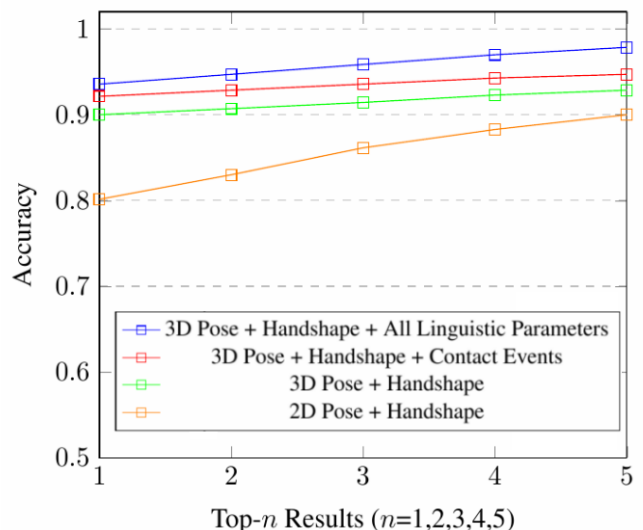 1
0.9
0.8
0.7
0.6
0.5
Accuracy
3D Pose + Handshape + All Linguistic Parameters
3D Pose + Handshape + Contact Events
3D Pose + Handshape
2D Pose + Handshape
1 2 3 4 5
Top-n Results (n=1,2,3,4,5)